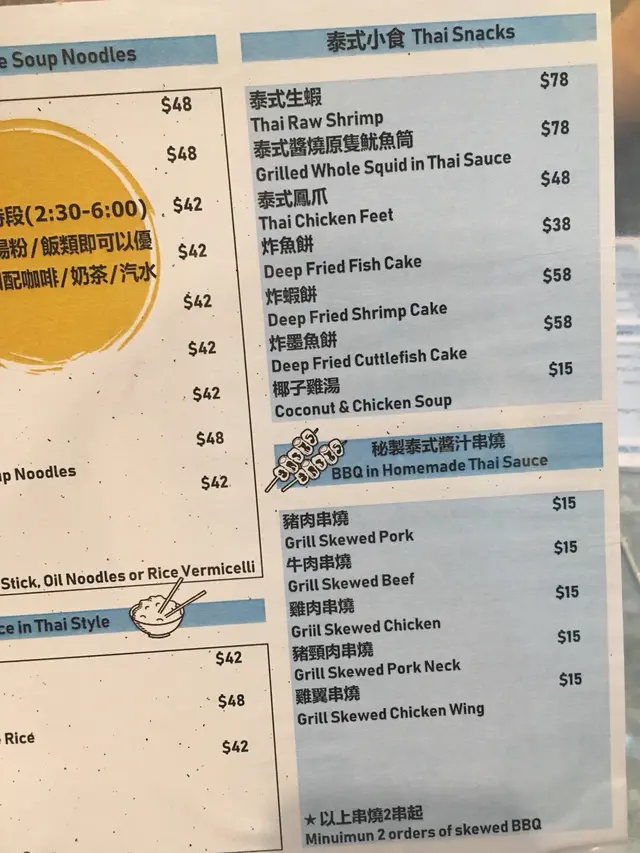 e Soup Noodles
$48
$48
$42
$42
$42
$42
$42
$48
$42
時段(2:30-6:00)
湯粉/飯類即可以優
配咖啡/奶茶/汽水
up Noodles
Stick, Oil Noodles or Rice Vermicelli
ce in Thai Style
$42
$48
Rice
$42
泰式小食 Thai Snacks
泰式生蝦 $78
Thai Raw Shrimp
泰式醬燒原隻魷魚筒 $78
Grilled Whole Squid in Thai Sauce
泰式鳳爪 $48
Thai Chicken Feet
炸魚餅 $38
Deep Fried Fish Cake
炸蝦餅 $58
Deep Fried Shrimp Cake
炸墨魚餅 $58
Deep Fried Cuttlefish Cake
椰子雞湯 $15
Coconut & Chicken Soup
秘製泰式醬汁串燒
BBQ in Homemade Thai Sauce
豬肉串燒 $15
Grill Skewed Pork
牛肉串燒 $15
Grill Skewed Beef
雞肉串燒 $15
Griil Skewed Chicken
豬頸肉串燒 $15
Grill Skewed Pork Neck
雞翼串燒 $15
Grill Skewed Chicken Wing
★以上串燒2串起
Minuimun 2 orders of skewed BBQ